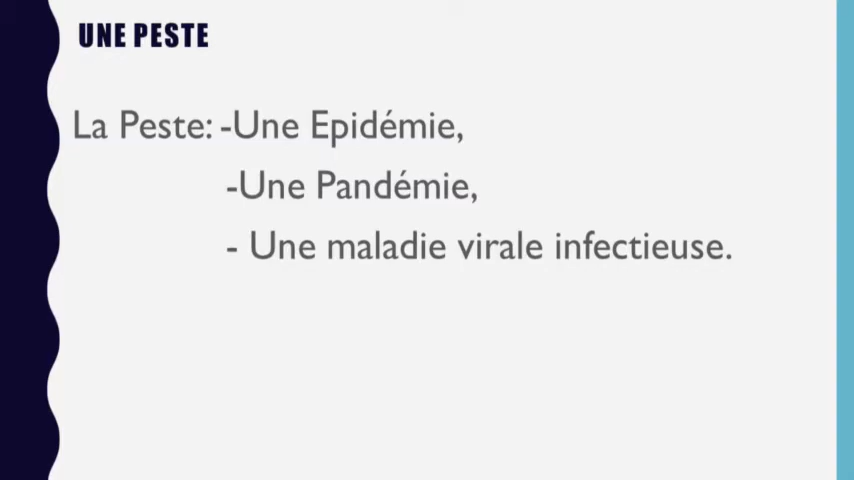 UNE PESTE
La Peste: -Une Epidémie,
-Une Pandémie,
- Une maladie virale infectieuse.